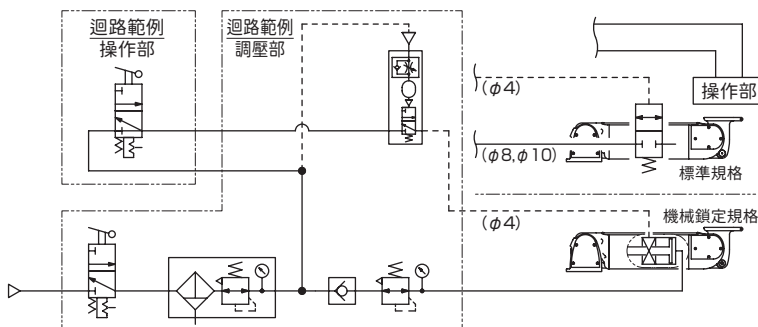 迴路範例
操作部
迴路範例
調壓部
(φ4)
操作部
(φ8,φ10)
標準規格
機械鎖定規格
(φ4)